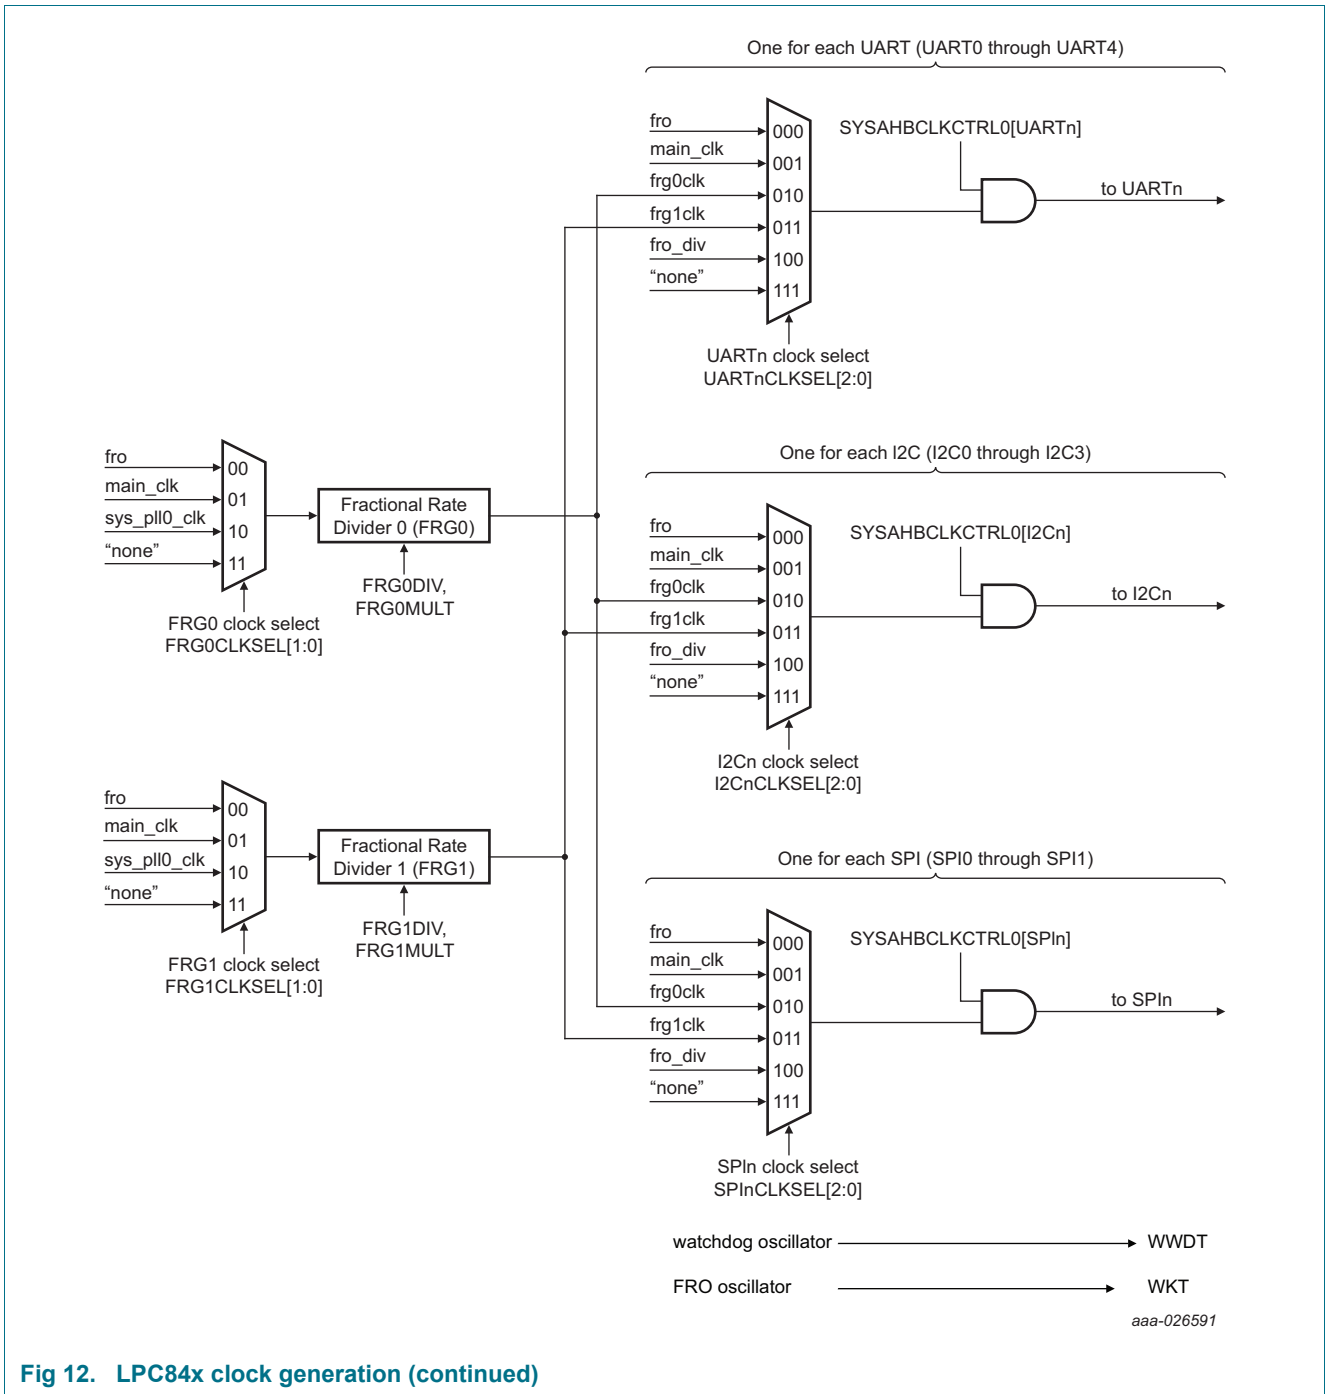 One for each UART (UART0 through UART4)
fro
main_clk
frg0clk
frg1clk
fro_div
“none”
000
001
010
011
100
111
SYSAHBCLKCTRL0[UARTn]
to UARTn
UARTn clock select
UARTnCLKSEL[2:0]
fro
main_clk
sys_pll0_clk
“none”
00
01
10
11
Fractional Rate
Divider 0 (FRG0)
FRG0DIV,
FRG0MULT
FRG0 clock select
FRG0CLKSEL[1:0]
One for each I2C (I2C0 through I2C3)
fro
main_clk
frg0clk
frg1clk
fro_div
“none”
000
001
010
011
100
111
SYSAHBCLKCTRL0[I2Cn]
to I2Cn
I2Cn clock select
I2CnCLKSEL[2:0]
fro
main_clk
sys_pll0_clk
“none”
00
01
10
11
Fractional Rate
Divider 1 (FRG1)
FRG1DIV,
FRG1MULT
FRG1 clock select
FRG1CLKSEL[1:0]
One for each SPI (SPI0 through SPI1)
fro
main_clk
frg0clk
frg1clk
fro_div
“none”
000
001
010
011
100
111
SYSAHBCLKCTRL0[SPIn]
to SPIn
SPIn clock select
SPInCLKSEL[2:0]
watchdog oscillator
WWDT
FRO oscillator
WKT
aaa-026591
Fig 12. LPC84x clock generation (continued)